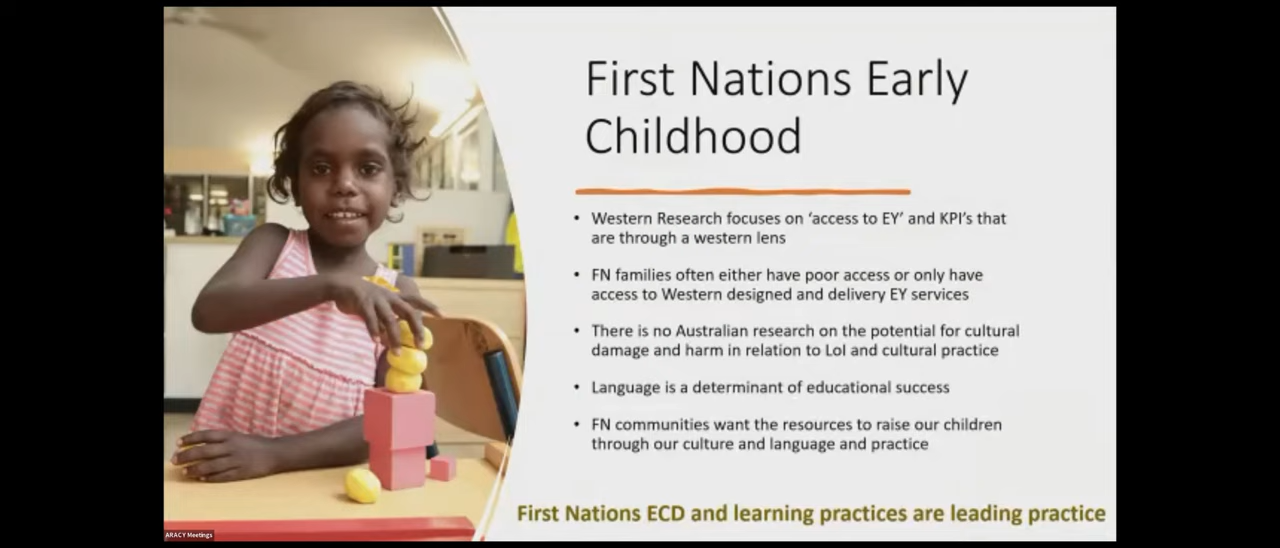 First Nations Early
Childhood
• Western Research focuses on ‘access to EY’ and KPI’s that
are through a western lens
• FN families often either have poor access or only have
access to Western designed and delivery EY services
• There is no Australian research on the potential for cultural
damage and harm in relation to LoI and cultural practice
• Language is a determinant of educational success
• FN communities want the resources to raise our children
through our culture and language and practice
First Nations ECD and learning practices are leading practice
ARACY Meetings